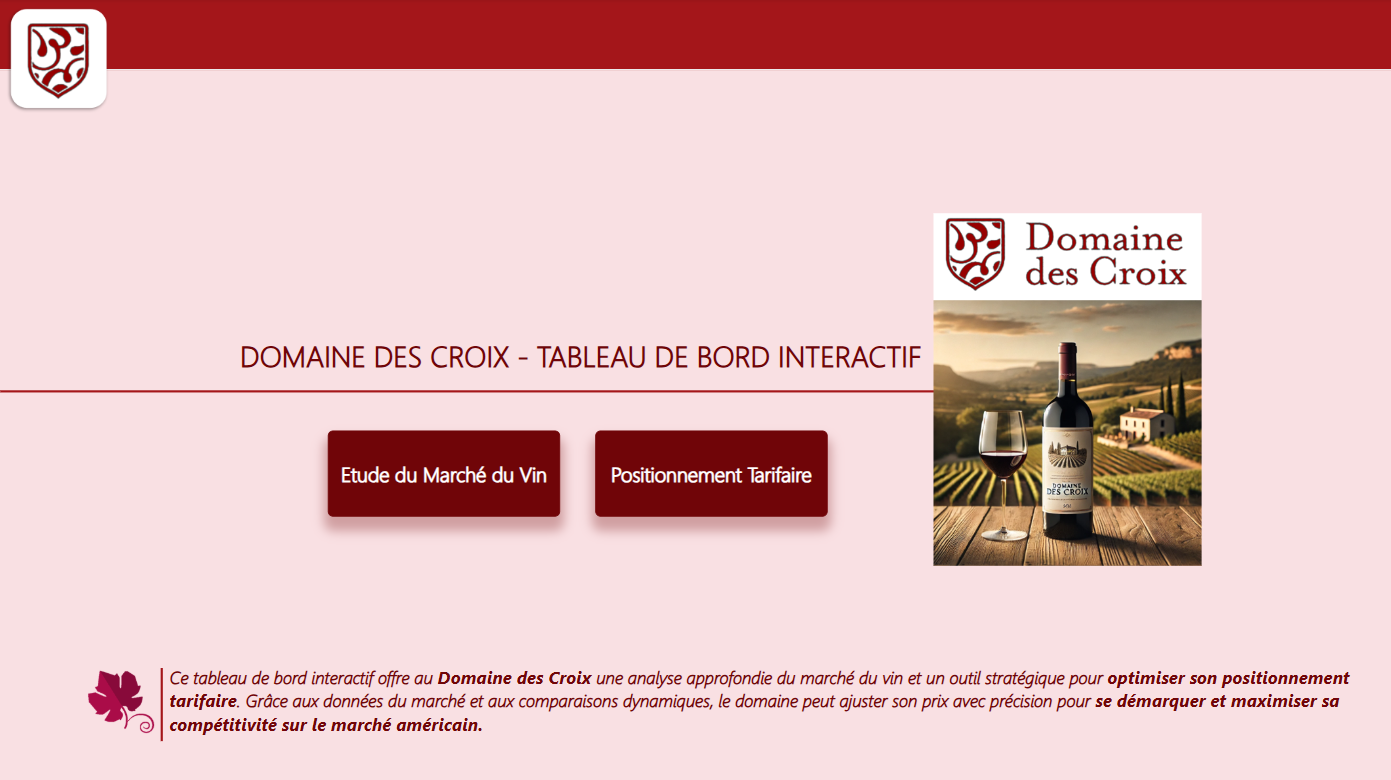 Domaine
des Croix
DOMAINE DES CROIX - TABLEAU DE BORD INTERACTIF
Etude du Marché du Vin
Positionnement Tarifaire
DOMAINE
DES CROIX
Ce tableau de bord interactif offre au Domaine des Croix une analyse approfondie du marché du vin et un outil stratégique pour optimiser son positionnement
tarifaire. Grâce aux données du marché et aux comparaisons dynamiques, le domaine peut ajuster son prix avec précision pour se démarquer et maximiser sa
compétitivité sur le marché américain.